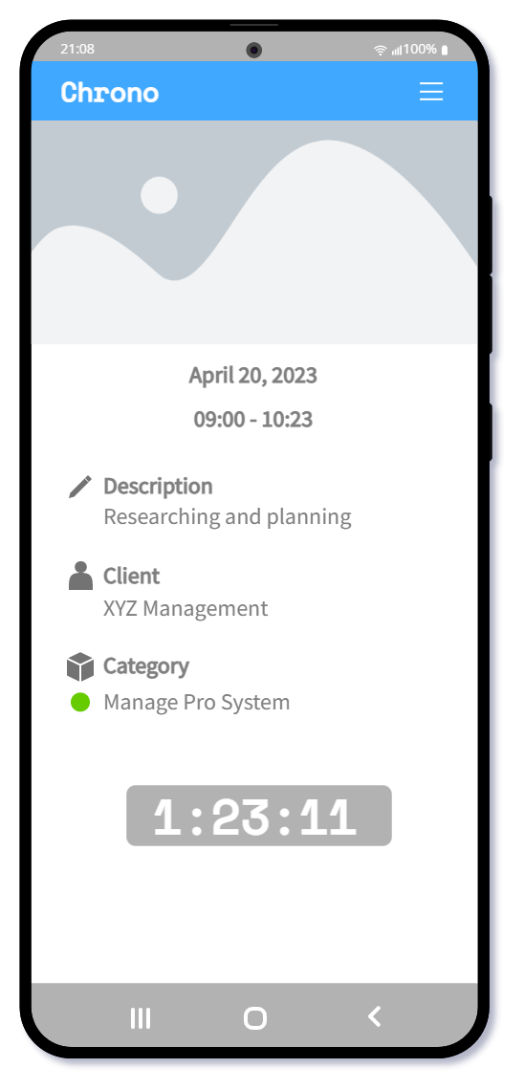 21:08
100%
Chrono
April 20, 2023
09:00 - 10:23
Description
Researching and planning
Client
XYZ Management
Category
Manage Pro System
1:23:11